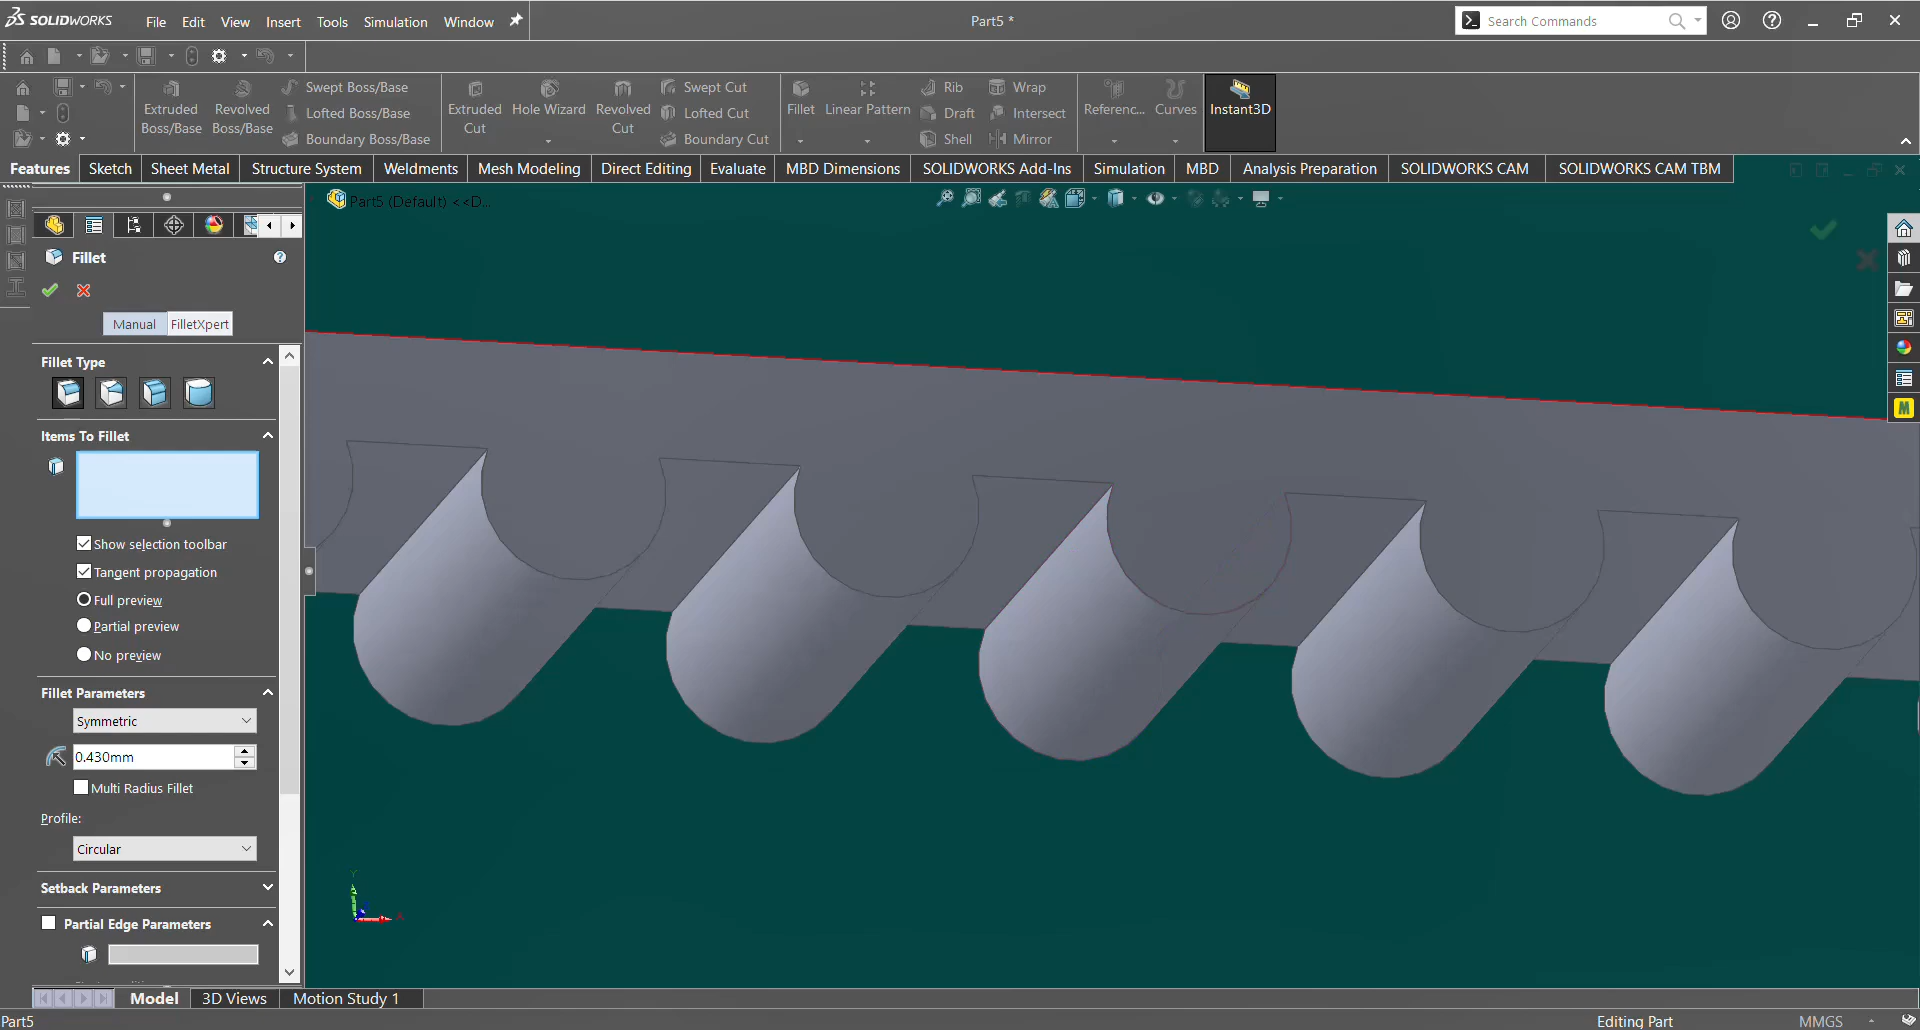 SOLIDWORKS File Edit View Insert Tools Simulation Window Part5 * Search Commands
Extruded Boss/Base
Revolved Boss/Base
Swept Boss/Base
Lofted Boss/Base
Boundary Boss/Base
Extruded Cut
Hole Wizard
Revolved Cut
Swept Cut
Lofted Cut
Boundary Cut
Fillet
Linear Pattern
Rib
Draft
Shell
Wrap
Intersect
Mirror
Referenc...
Curves
Instant3D
Features Sketch Sheet Metal Structure System Weldments Mesh Modeling Direct Editing Evaluate MBD Dimensions SOLIDWORKS Add-Ins Simulation MBD Analysis Preparation SOLIDWORKS CAM SOLIDWORKS CAM TBM
Part5 (Default) <<D...
Fillet
Manual FilletXpert
Fillet Type
Items To Fillet
Show selection toolbar
Tangent propagation
Full preview
Partial preview
No preview
Fillet Parameters
Symmetric
0.430mm
Multi Radius Fillet
Profile:
Circular
Setback Parameters
Partial Edge Parameters
M
Y
X
Model 3D Views Motion Study 1
Part5 Editing Part MMGS